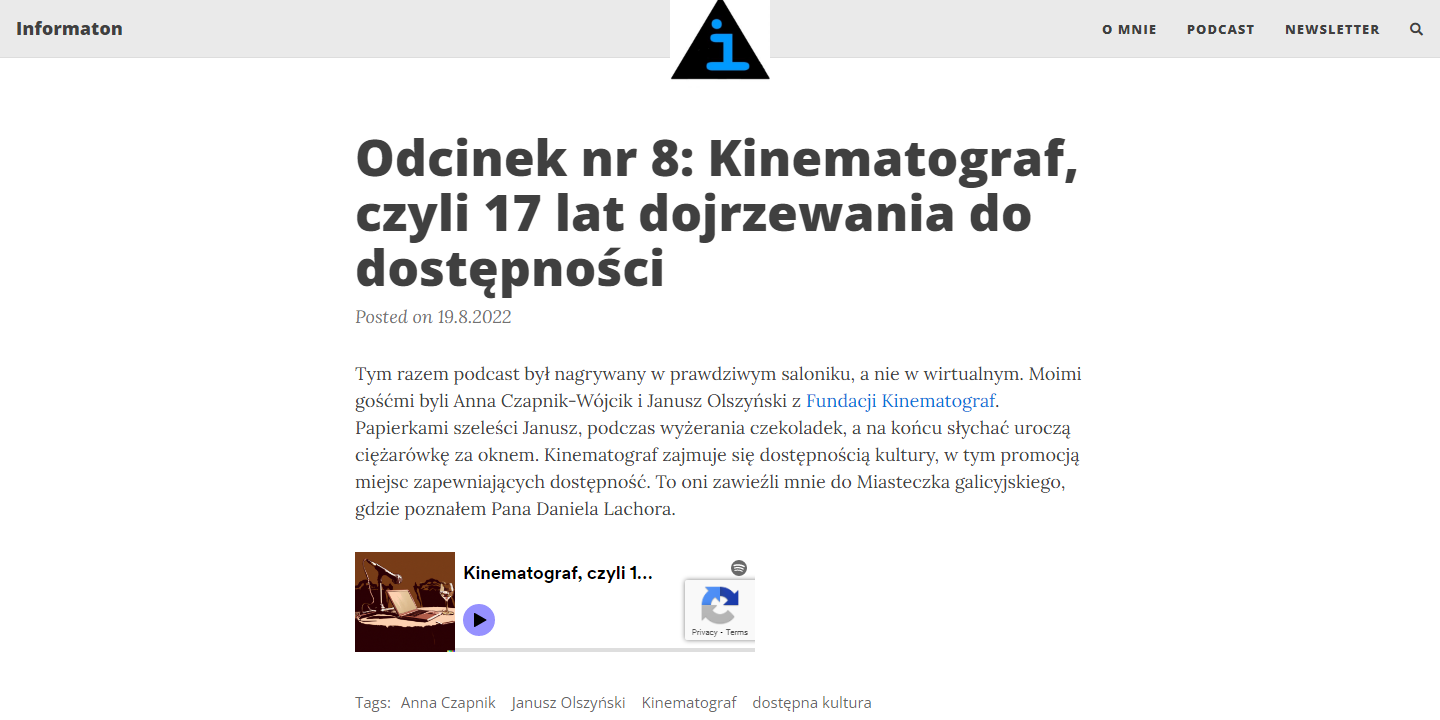 Informaton
i
O MNIE
PODCAST
NEWSLETTER
Odcinek nr 8: Kinematograf,
czyli 17 lat dojrzewania do
dostępności
Posted on 19.8.2022
Tym razem podcast był nagrywany w prawdziwym saloniku, a nie w wirtualnym. Moimi
gośćmi byli Anna Czapnik-Wójcik i Janusz Olszyński z Fundacji Kinematograf.
Papierkami szeleści Janusz, podczas wyżerania czekoladek, a na końcu słychać uroczą
ciężarówkę za oknem. Kinematograf zajmuje się dostępnością kultury, w tym promocją
miejsc zapewniających dostępność. To oni zawieźli mnie do Miasteczka galicyjskiego,
gdzie poznałem Pana Daniela Lachora.
Kinematograf, czyli 1...
Privacy - Terms
Tags: Anna Czapnik Janusz Olszyński Kinematograf dostępna kultura